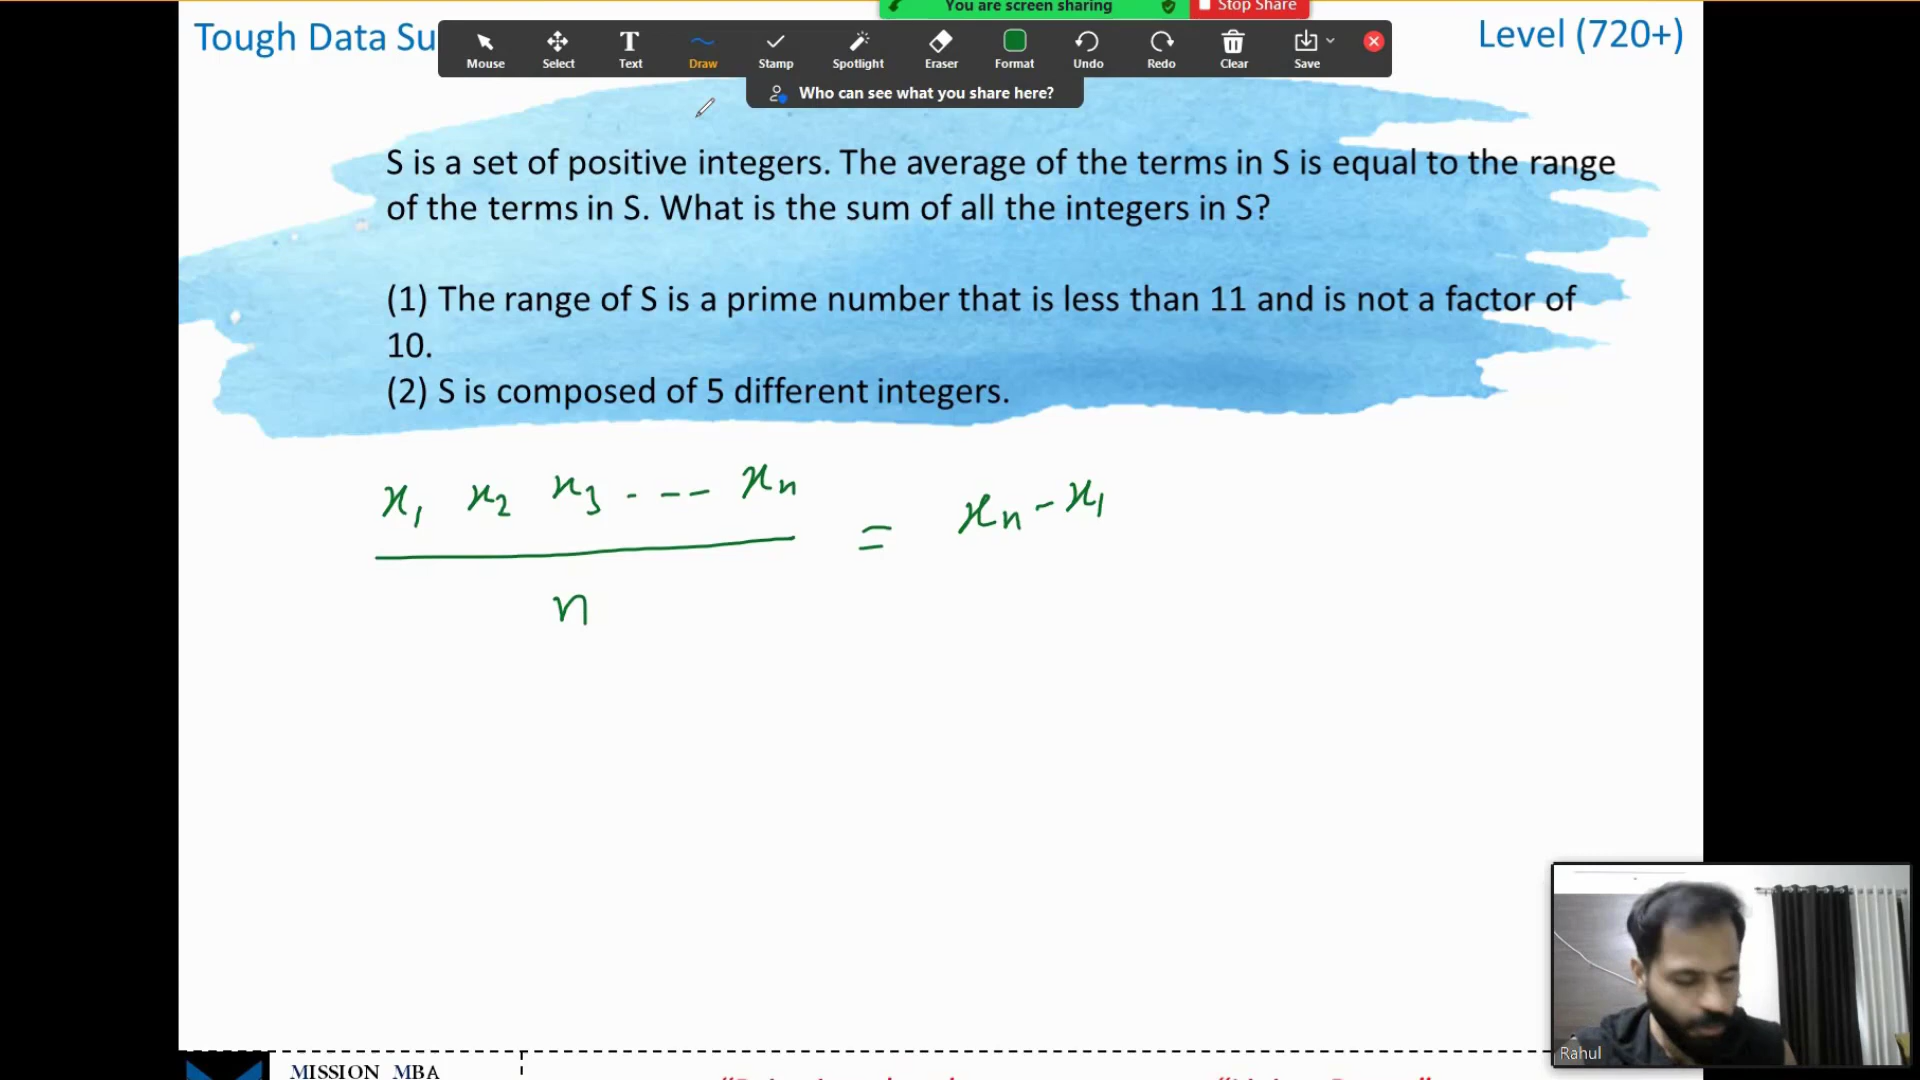 You are screen sharing Stop Share
Tough Data Su
Level (720+)
Mouse Select Text Draw Stamp Spotlight Eraser Format Undo Redo Clear Save
Who can see what you share here?
S is a set of positive integers. The average of the terms in S is equal to the range
of the terms in S. What is the sum of all the integers in S?
(1) The range of S is a prime number that is less than 11 and is not a factor of
10.
(2) S is composed of 5 different integers.
x₁ x₂ x₃ - - - - xₙ
= xₙ - x₁
n
Rahul
MISSION MBA